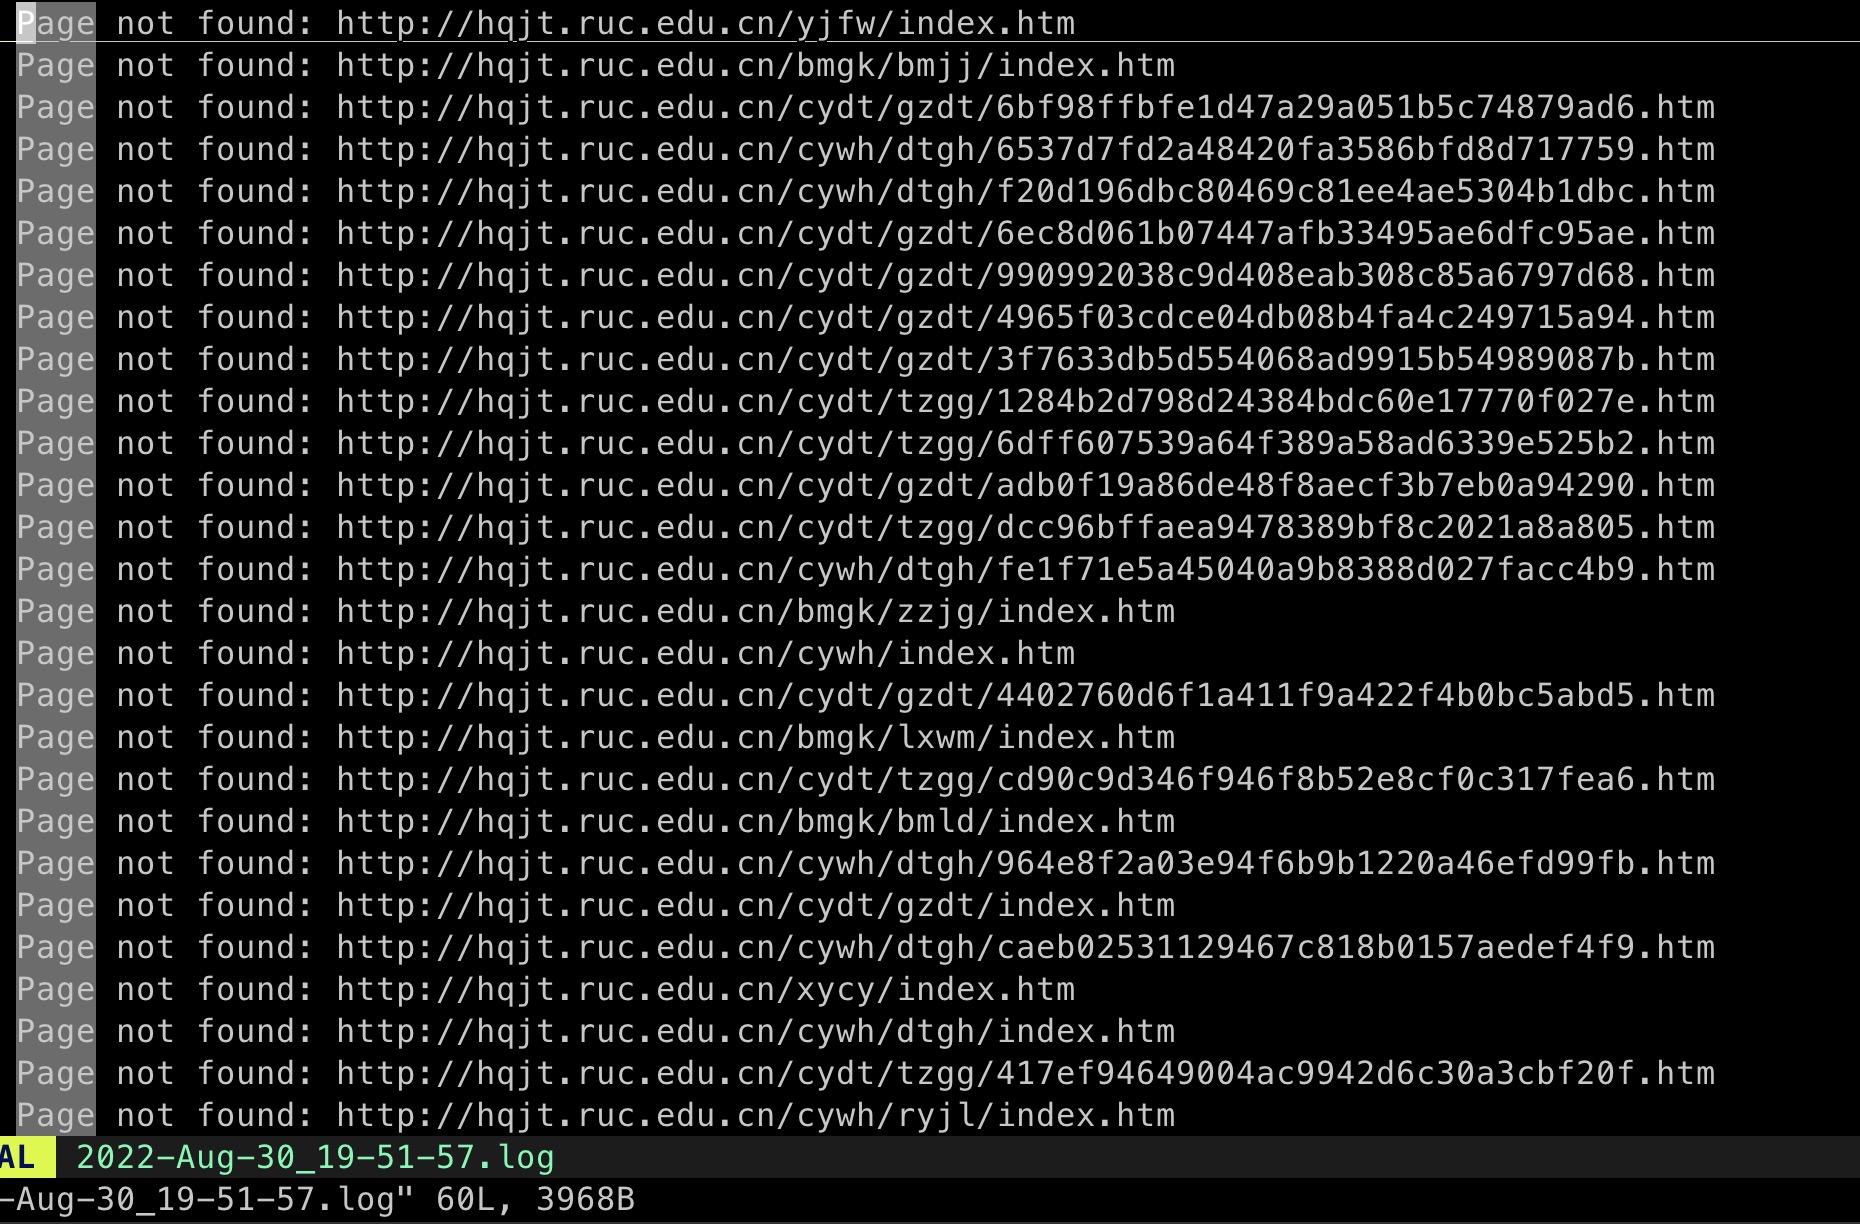 Page not found: http://hqjt.ruc.edu.cn/yjfw/index.htm
Page not found: http://hqjt.ruc.edu.cn/bmgk/bmjj/index.htm
Page not found: http://hqjt.ruc.edu.cn/cydt/gzdt/6bf98ffbfe1d47a29a051b5c74879ad6.htm
Page not found: http://hqjt.ruc.edu.cn/cywh/dtgh/6537d7fd2a48420fa3586bfd8d717759.htm
Page not found: http://hqjt.ruc.edu.cn/cywh/dtgh/f20d196dbc80469c81ee4ae5304b1dbc.htm
Page not found: http://hqjt.ruc.edu.cn/cydt/gzdt/6ec8d061b07447afb33495ae6dfc95ae.htm
Page not found: http://hqjt.ruc.edu.cn/cydt/gzdt/990992038c9d408eab308c85a6797d68.htm
Page not found: http://hqjt.ruc.edu.cn/cydt/gzdt/4965f03cdce04db08b4fa4c249715a94.htm
Page not found: http://hqjt.ruc.edu.cn/cydt/gzdt/3f7633db5d554068ad9915b54989087b.htm
Page not found: http://hqjt.ruc.edu.cn/cydt/tzgg/1284b2d798d24384bdc60e17770f027e.htm
Page not found: http://hqjt.ruc.edu.cn/cydt/tzgg/6dff607539a64f389a58ad6339e525b2.htm
Page not found: http://hqjt.ruc.edu.cn/cydt/gzdt/adb0f19a86de48f8aecf3b7eb0a94290.htm
Page not found: http://hqjt.ruc.edu.cn/cydt/tzgg/dcc96bffaea9478389bf8c2021a8a805.htm
Page not found: http://hqjt.ruc.edu.cn/cywh/dtgh/fe1f71e5a45040a9b8388d027facc4b9.htm
Page not found: http://hqjt.ruc.edu.cn/bmgk/zzjg/index.htm
Page not found: http://hqjt.ruc.edu.cn/cywh/index.htm
Page not found: http://hqjt.ruc.edu.cn/cydt/gzdt/4402760d6f1a411f9a422f4b0bc5abd5.htm
Page not found: http://hqjt.ruc.edu.cn/bmgk/lxwm/index.htm
Page not found: http://hqjt.ruc.edu.cn/cydt/tzgg/cd90c9d346f946f8b52e8cf0c317fea6.htm
Page not found: http://hqjt.ruc.edu.cn/bmgk/bmld/index.htm
Page not found: http://hqjt.ruc.edu.cn/cywh/dtgh/964e8f2a03e94f6b9b1220a46efd99fb.htm
Page not found: http://hqjt.ruc.edu.cn/cydt/gzdt/index.htm
Page not found: http://hqjt.ruc.edu.cn/cywh/dtgh/caeb02531129467c818b0157aedef4f9.htm
Page not found: http://hqjt.ruc.edu.cn/xycy/index.htm
Page not found: http://hqjt.ruc.edu.cn/cywh/dtgh/index.htm
Page not found: http://hqjt.ruc.edu.cn/cydt/tzgg/417ef94649004ac9942d6c30a3cbf20f.htm
Page not found: http://hqjt.ruc.edu.cn/cywh/ryjl/index.htm
AL 2022-Aug-30_19-51-57.log
-Aug-30_19-51-57.log" 60L, 3968B